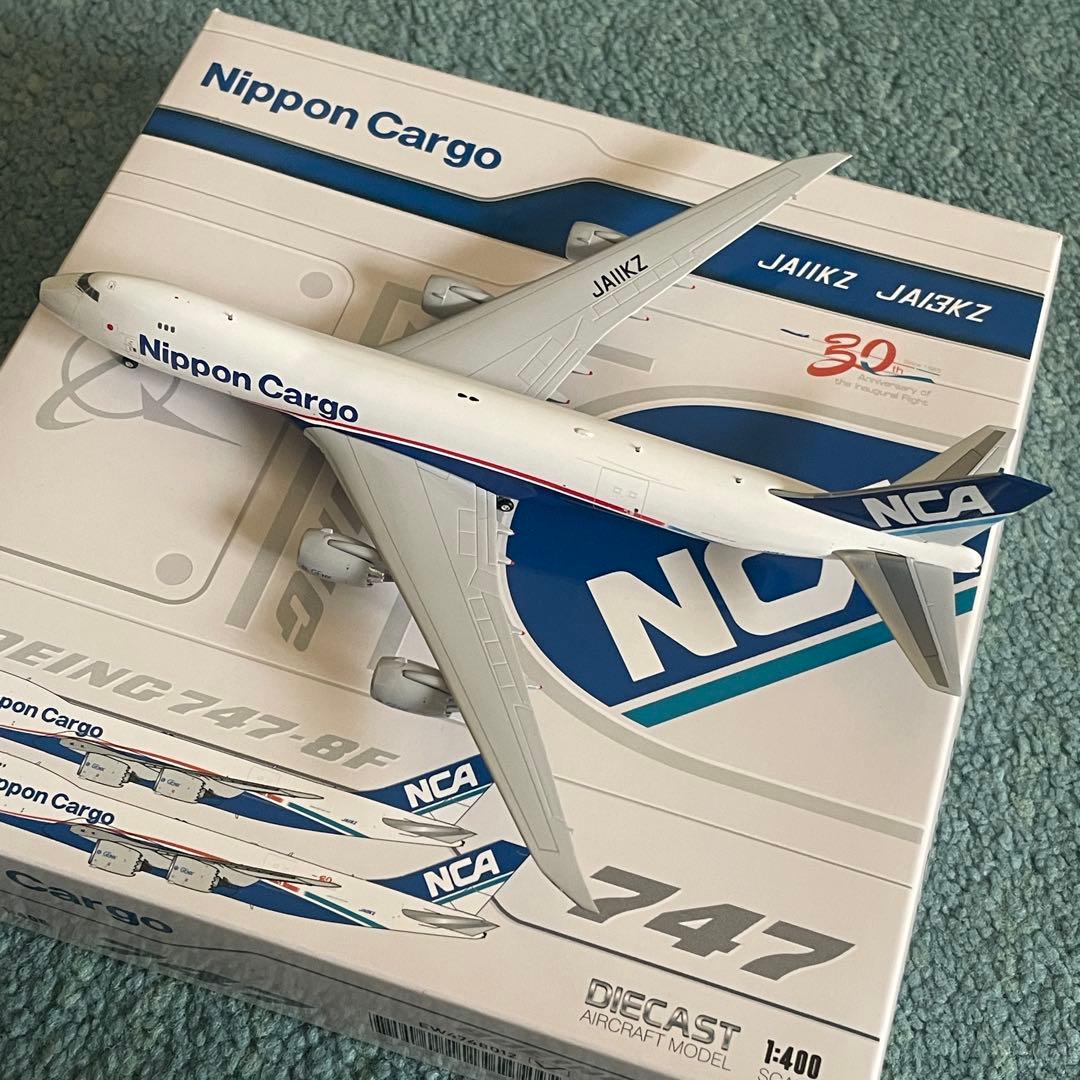 Nippon Cargo
JA11KZ JA13KZ
30th
Anniversary of
the Inaugural Flight
JA11KZ
Nippon Cargo
NCA
NCA
BOEING 747-8F
Nippon Cargo
NCA
Nippon Cargo
NCA
Cargo
747
DIECAST
AIRCRAFT MODEL
1:400